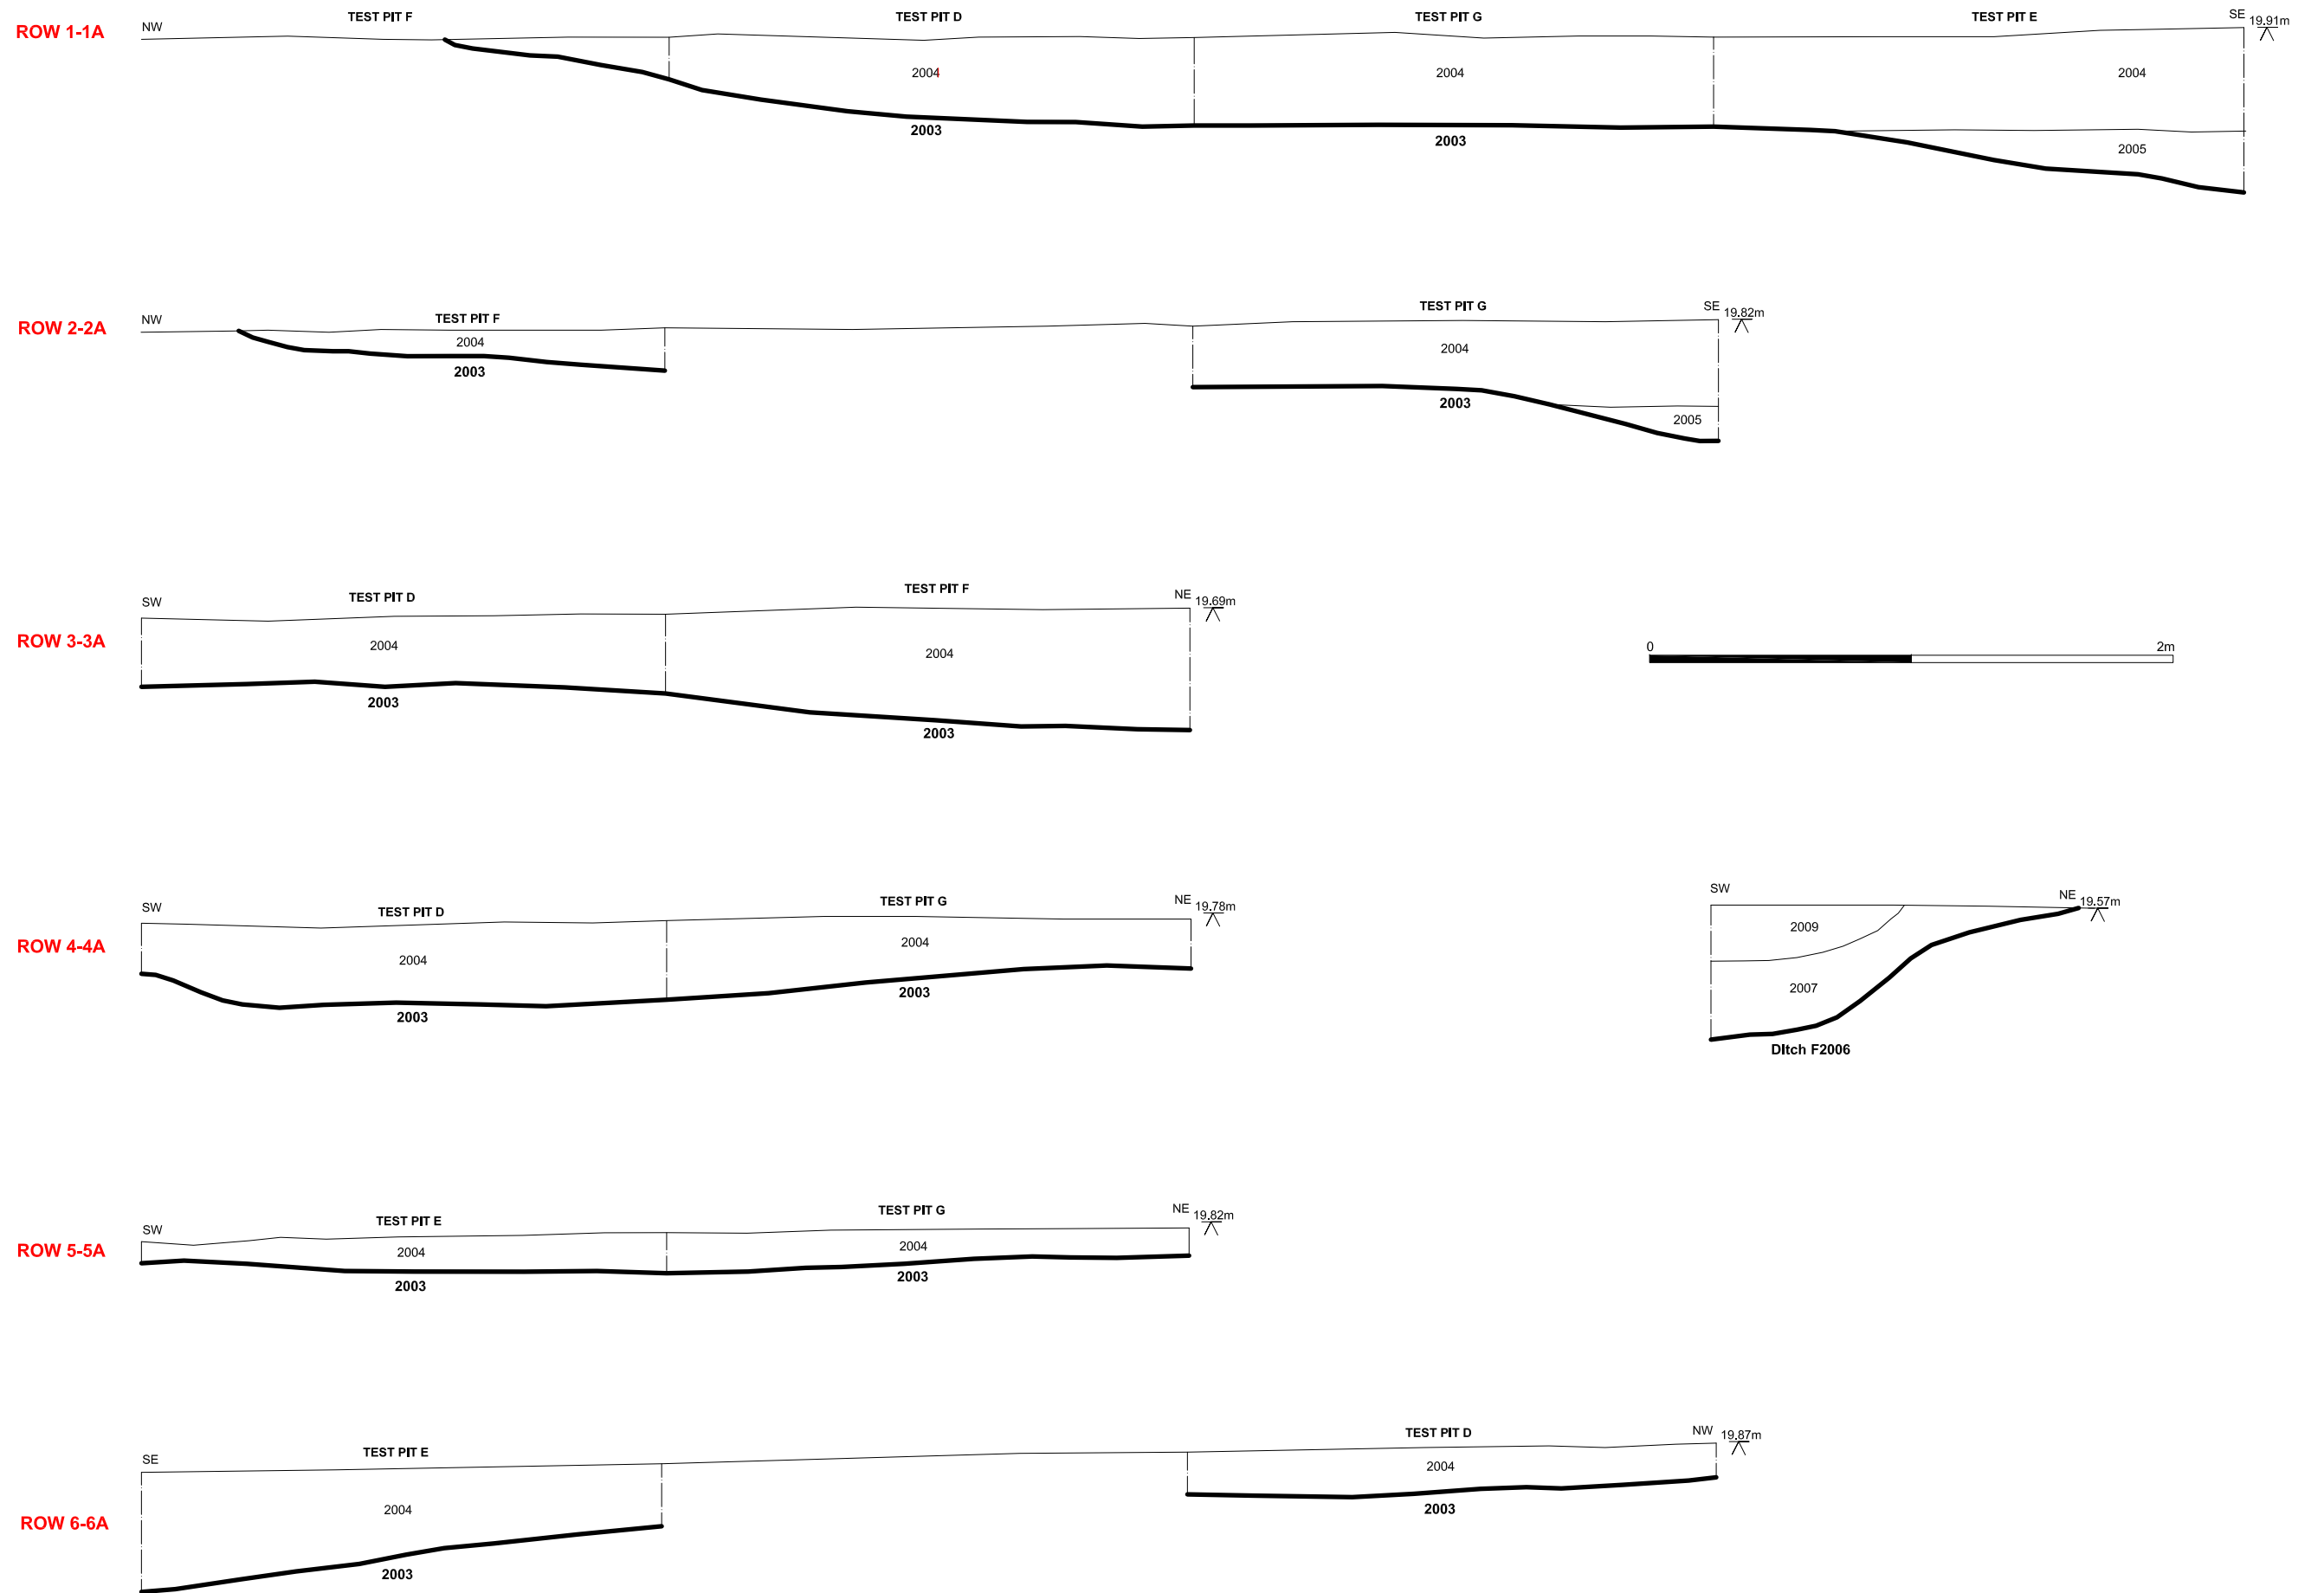 TEST PIT F TEST PIT D TEST PIT G TEST PIT E
ROW 1-1A NW SE 19.91m
2004 2004 2004
2003 2003 2005
ROW 2-2A NW TEST PIT F TEST PIT G SE 19.82m
2004 2004
2003 2003 2005
SW TEST PIT D TEST PIT F NE 19.69m
ROW 3-3A 2004 2004 0 2m
2003 2003
SW TEST PIT D TEST PIT G NE 19.78m SW NE 19.57m
ROW 4-4A 2004 2004 2009
2003 2003 2007
Ditch F2006
SW TEST PIT E TEST PIT G NE 19.82m
ROW 5-5A 2004 2004
2003 2003
SE TEST PIT E TEST PIT D NW 19.87m
2004 2004
ROW 6-6A 2003 2003